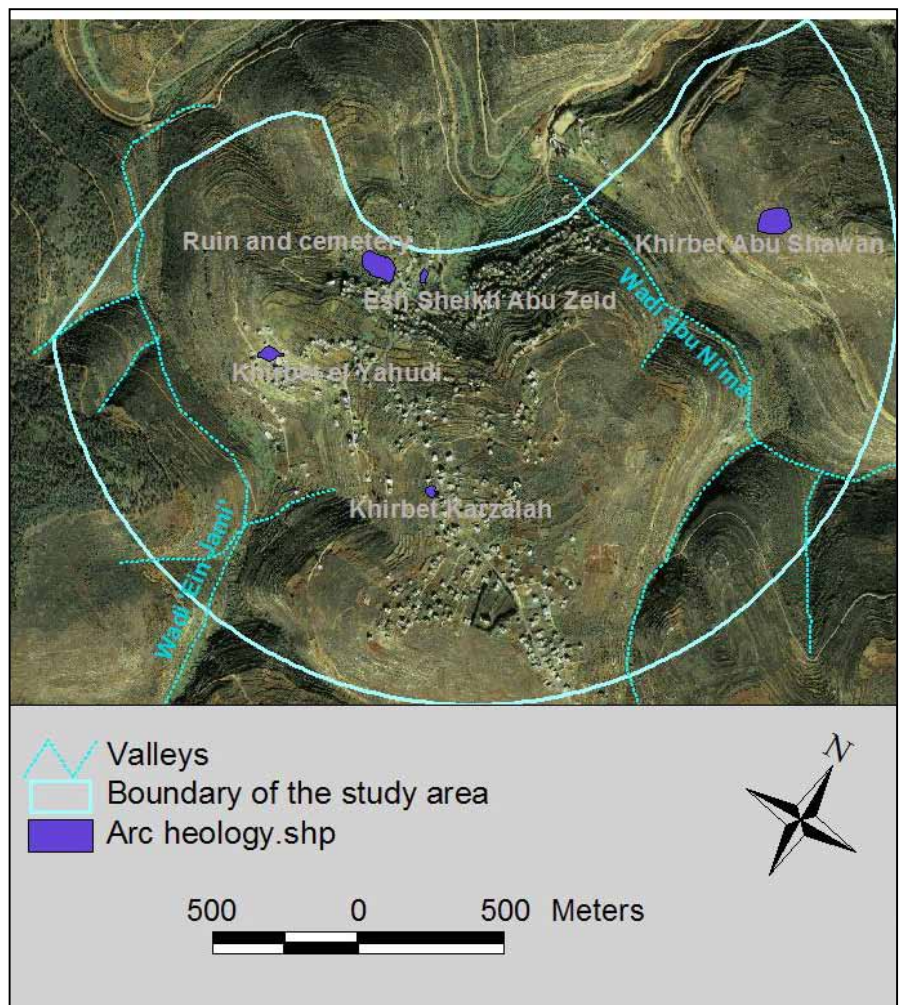 Ruin and cemetery
Khirbet Abu Shawan
Esh Sheikh Abu Zeid
Wadi abu Ni'ma
Khirbet el Yahudi
Khirbet Karzalah
Wadi 'Ein Jami'
Valleys
Boundary of the study area
Arc heology.shp
N
500 0 500 Meters